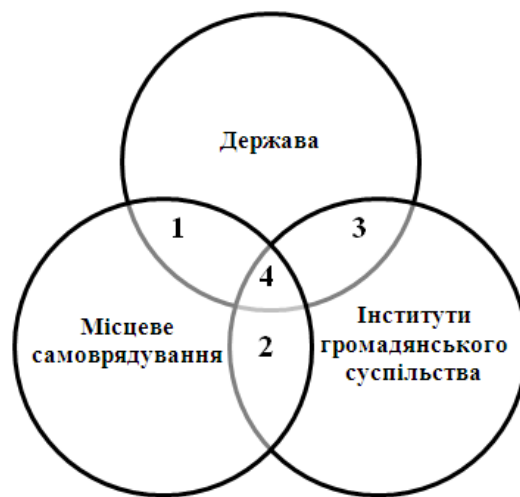 Держава
1
3
4
Місцеве
самоврядування
2
Інститути
громадянського
суспільства